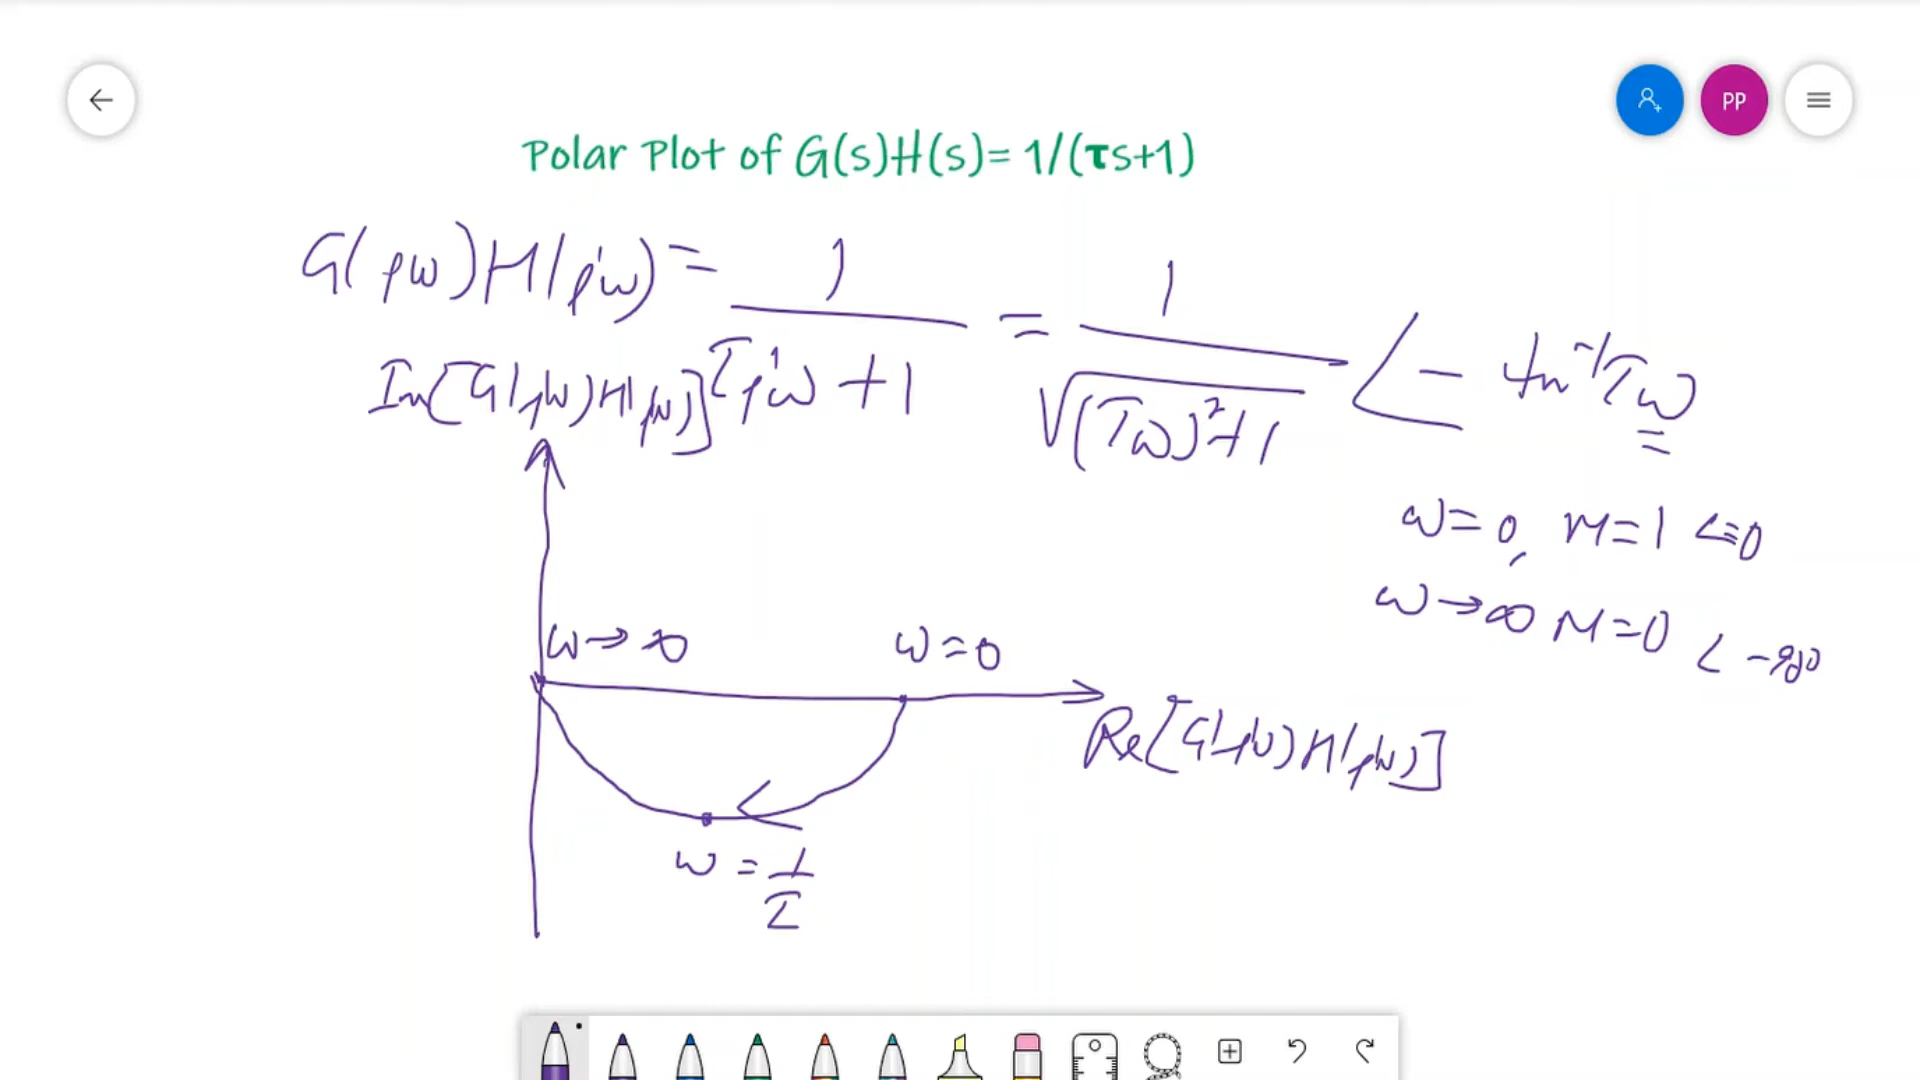 PP
Polar Plot of G(s)H(s)= 1/(τs+1)
G(jω)H(jω) = 1/(τjω+1) = 1/√((τω)²+1) ∠ - tan⁻¹τω
Im[G(jω)H(jω)]
ω=0, M=1 ∠=0
ω→∞ M=0 ∠ -90
ω→∞ ω=0
Re[G(jω)H(jω)]
ω = 1/τ